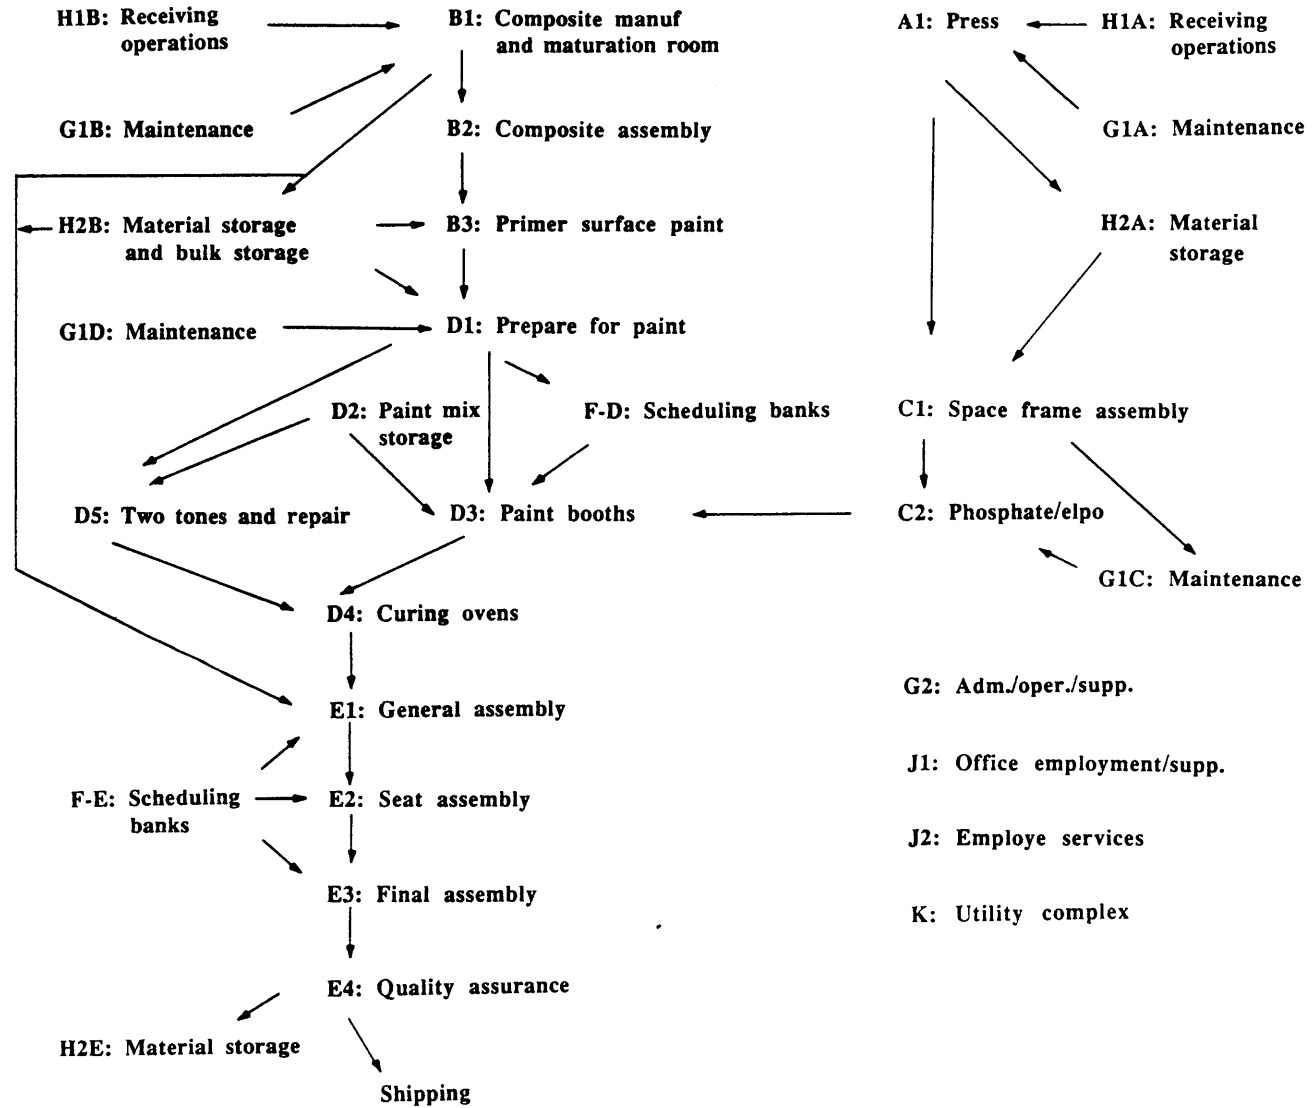 H1B: Receiving
operations
B1: Composite manuf
and maturation room
A1: Press
H1A: Receiving
operations
G1B: Maintenance
B2: Composite assembly
G1A: Maintenance
H2B: Material storage
and bulk storage
B3: Primer surface paint
H2A: Material
storage
G1D: Maintenance
D1: Prepare for paint
D2: Paint mix
storage
F-D: Scheduling banks
C1: Space frame assembly
D5: Two tones and repair
D3: Paint booths
C2: Phosphate/elpo
G1C: Maintenance
D4: Curing ovens
G2: Adm./oper./supp.
E1: General assembly
J1: Office employment/supp.
F-E: Scheduling
banks
E2: Seat assembly
J2: Employe services
E3: Final assembly
K: Utility complex
E4: Quality assurance
H2E: Material storage
Shipping